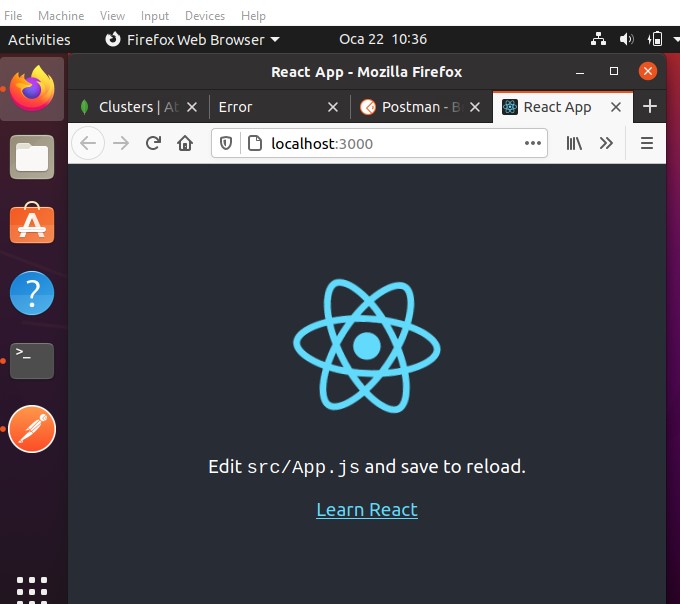 File Machine View Input Devices Help
Activities Firefox Web Browser Oca 22 10:36
React App - Mozilla Firefox
Clusters | At Error Postman - B React App
localhost:3000
>_
Edit src/App.js and save to reload.
Learn React